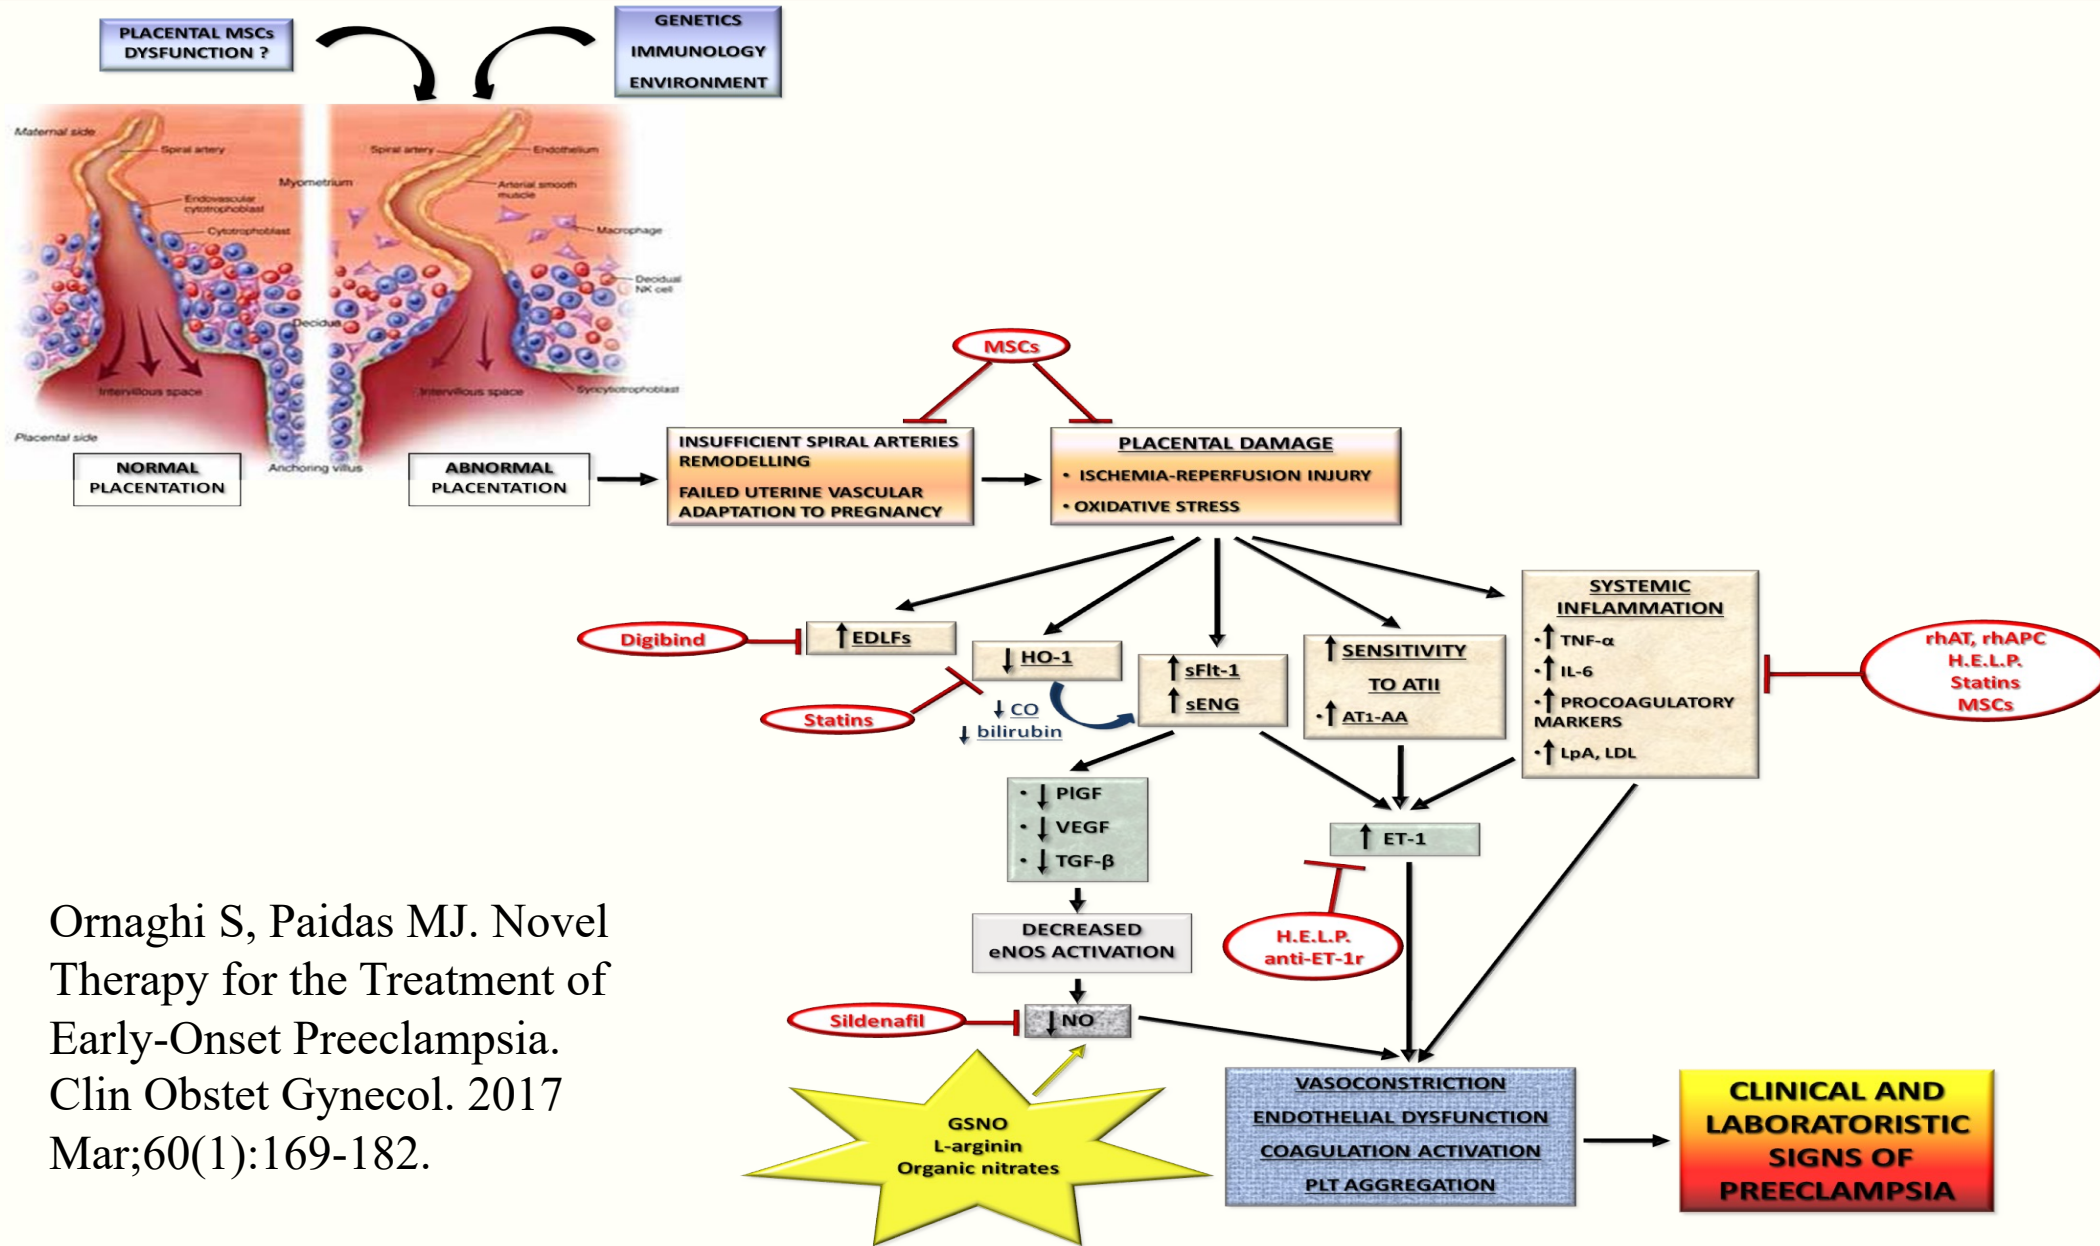 PLACENTAL MSCs
DYSFUNCTION ?
GENETICS
IMMUNOLOGY
ENVIRONMENT
Maternal side
Spiral artery
Myometrium
Endovascular
cytotrophoblast
Cytotrophoblast
Decidua
Intervillous space
Placental side
Spiral artery
Endothelium
Arterial smooth
muscle
Macrophage
Decidual
NK cell
Intervillous space
Syncytiotrophoblast
Anchoring villus
NORMAL
PLACENTATION
ABNORMAL
PLACENTATION
MSCs
INSUFFICIENT SPIRAL ARTERIES
REMODELLING
FAILED UTERINE VASCULAR
ADAPTATION TO PREGNANCY
PLACENTAL DAMAGE
• ISCHEMIA-REPERFUSION INJURY
• OXIDATIVE STRESS
Digibind
↑ EDLFs
Statins
↓ HO-1
↓ CO
↓ bilirubin
↑ sFlt-1
↑ sENG
↑ SENSITIVITY
TO ATII
• ↑ AT1-AA
SYSTEMIC
INFLAMMATION
• ↑ TNF-α
• ↑ IL-6
• ↑ PROCOAGULATORY
MARKERS
• ↑ LpA, LDL
rhAT, rhAPC
H.E.L.P.
Statins
MSCs
• ↓ PlGF
• ↓ VEGF
• ↓ TGF-β
↑ ET-1
DECREASED
eNOS ACTIVATION
H.E.L.P.
anti-ET-1r
Sildenafil
↓ NO
GSNO
L-arginin
Organic nitrates
VASOCONSTRICTION
ENDOTHELIAL DYSFUNCTION
COAGULATION ACTIVATION
PLT AGGREGATION
CLINICAL AND
LABORATORISTIC
SIGNS OF
PREECLAMPSIA
Ornaghi S, Paidas MJ. Novel
Therapy for the Treatment of
Early-Onset Preeclampsia.
Clin Obstet Gynecol. 2017
Mar;60(1):169-182.